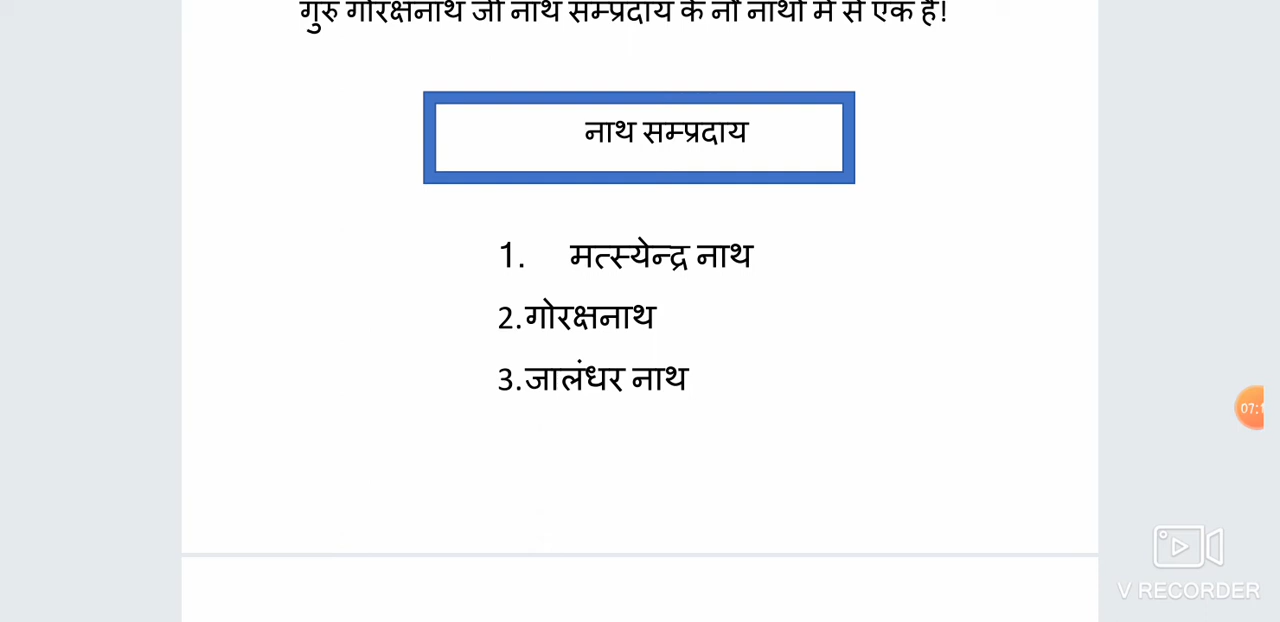 गुरु गोरक्षनाथ जी नाथ सम्प्रदाय के नौ नाथों में से एक हैं!
नाथ सम्प्रदाय
1. मत्स्येन्द्र नाथ
2.गोरक्षनाथ
3.जालंधर नाथ
V RECORDER